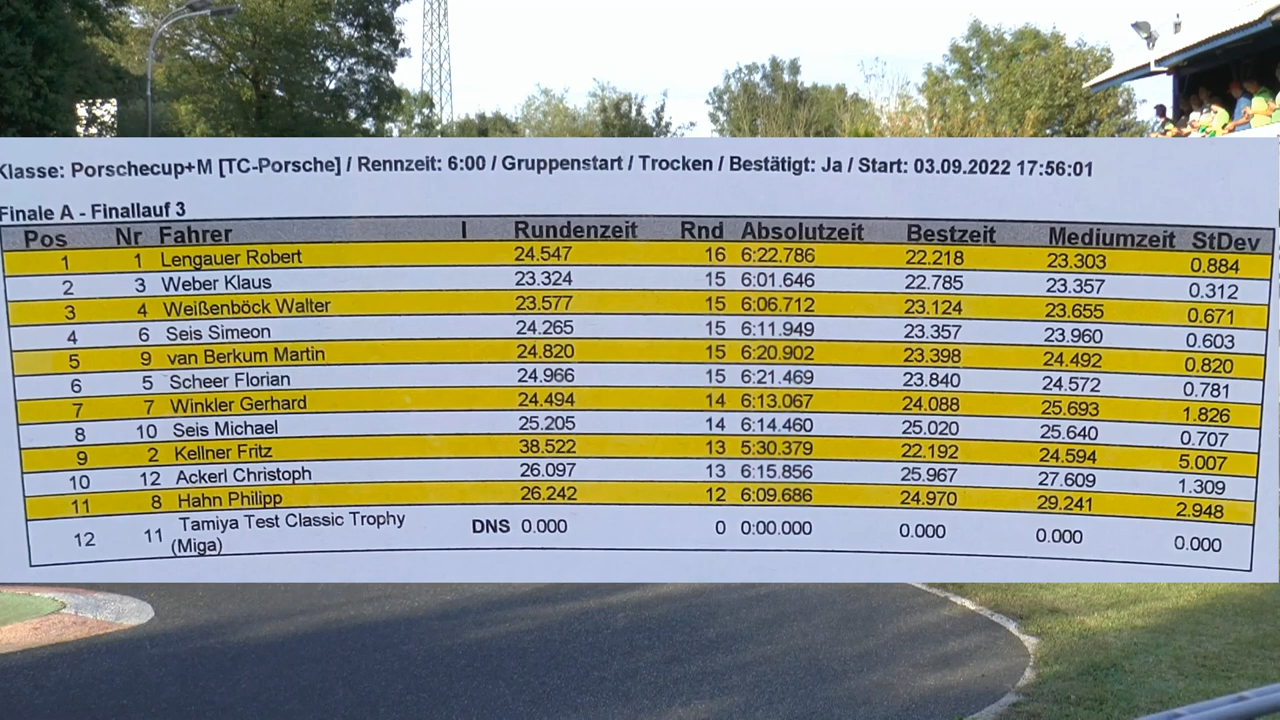 Klasse: Porschecup+M [TC-Porsche] / Rennzeit: 6:00 / Gruppenstart / Trocken / Bestätigt: Ja / Start: 03.09.2022 17:56:01
Finale A - Finallauf 3
Pos Nr Fahrer I Rundenzeit Rnd Absolutzeit Bestzeit Mediumzeit StDev
1 1 Lengauer Robert 24.547 16 6:22.786 22.218 23.303 0.884
2 3 Weber Klaus 23.324 15 6:01.646 22.785 23.357 0.312
3 4 Weißenböck Walter 23.577 15 6:06.712 23.124 23.655 0.671
4 6 Seis Simeon 24.265 15 6:11.949 23.357 23.960 0.603
5 9 van Berkum Martin 24.820 15 6:20.902 23.398 24.492 0.820
6 5 Scheer Florian 24.966 15 6:21.469 23.840 24.572 0.781
7 7 Winkler Gerhard 24.494 14 6:13.067 24.088 25.693 1.826
8 10 Seis Michael 25.205 14 6:14.460 25.020 25.640 0.707
9 2 Kellner Fritz 38.522 13 5:30.379 22.192 24.594 5.007
10 12 Ackerl Christoph 26.097 13 6:15.856 25.967 27.609 1.309
11 8 Hahn Philipp 26.242 12 6:09.686 24.970 29.241 2.948
12 11 Tamiya Test Classic Trophy DNS 0.000 0 0:00.000 0.000 0.000 0.000
(Miga)